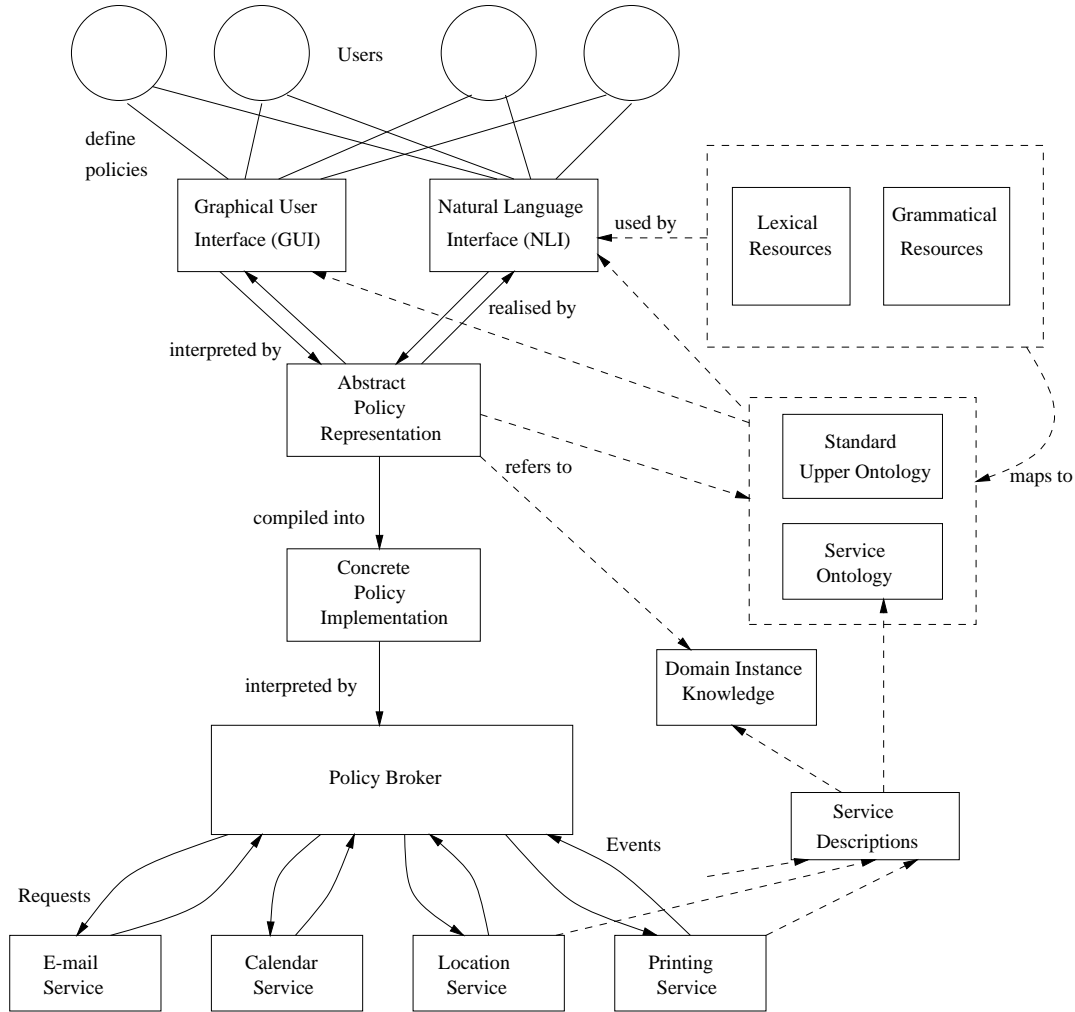 Users
define
policies
Graphical User
Interface (GUI)
Natural Language
Interface (NLI)
used by
Lexical
Resources
Grammatical
Resources
realised by
interpreted by
Abstract
Policy
Representation
refers to
Standard
Upper Ontology
maps to
compiled into
Service
Ontology
Concrete
Policy
Implementation
interpreted by
Domain Instance
Knowledge
Policy Broker
Service
Descriptions
Events
Requests
E-mail
Service
Calendar
Service
Location
Service
Printing
Service